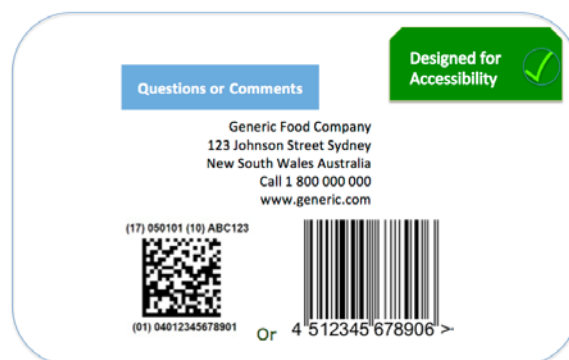 Designed for
Accessibility
Questions or Comments
Generic Food Company
123 Johnson Street Sydney
New South Wales Australia
Call 1 800 000 000
www.generic.com
(17) 050101 (10) ABC123
(01) 04012345678901
Or
4 512345 678906 >